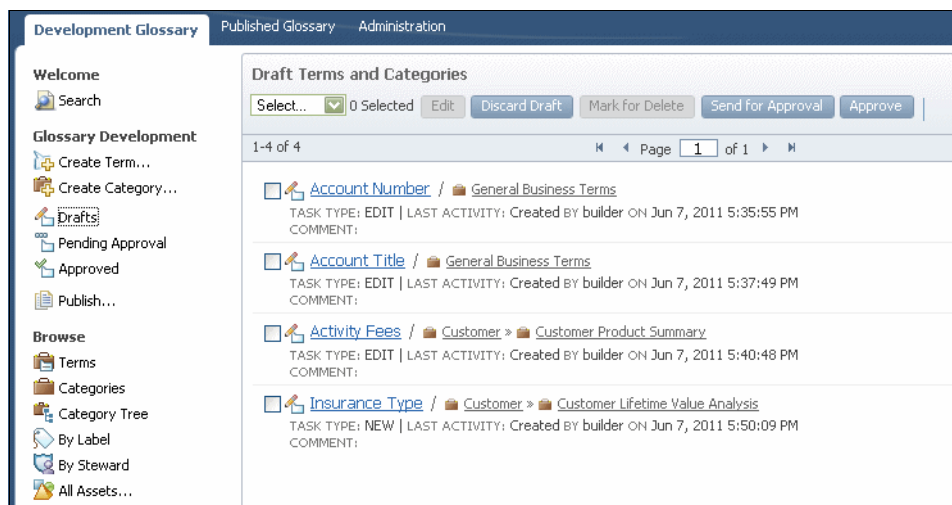 Development Glossary Published Glossary Administration
Welcome
Search
Glossary Development
Create Term...
Create Category...
Drafts
Pending Approval
Approved
Publish...
Browse
Terms
Categories
Category Tree
By Label
By Steward
All Assets...
Draft Terms and Categories
Select... 0 Selected Edit Discard Draft Mark for Delete Send for Approval Approve
1-4 of 4 Page 1 of 1
Account Number / General Business Terms
TASK TYPE: EDIT | LAST ACTIVITY: Created BY builder ON Jun 7, 2011 5:35:55 PM
COMMENT:
Account Title / General Business Terms
TASK TYPE: EDIT | LAST ACTIVITY: Created BY builder ON Jun 7, 2011 5:37:49 PM
COMMENT:
Activity Fees / Customer » Customer Product Summary
TASK TYPE: EDIT | LAST ACTIVITY: Created BY builder ON Jun 7, 2011 5:40:48 PM
COMMENT:
Insurance Type / Customer » Customer Lifetime Value Analysis
TASK TYPE: NEW | LAST ACTIVITY: Created BY builder ON Jun 7, 2011 5:50:09 PM
COMMENT: